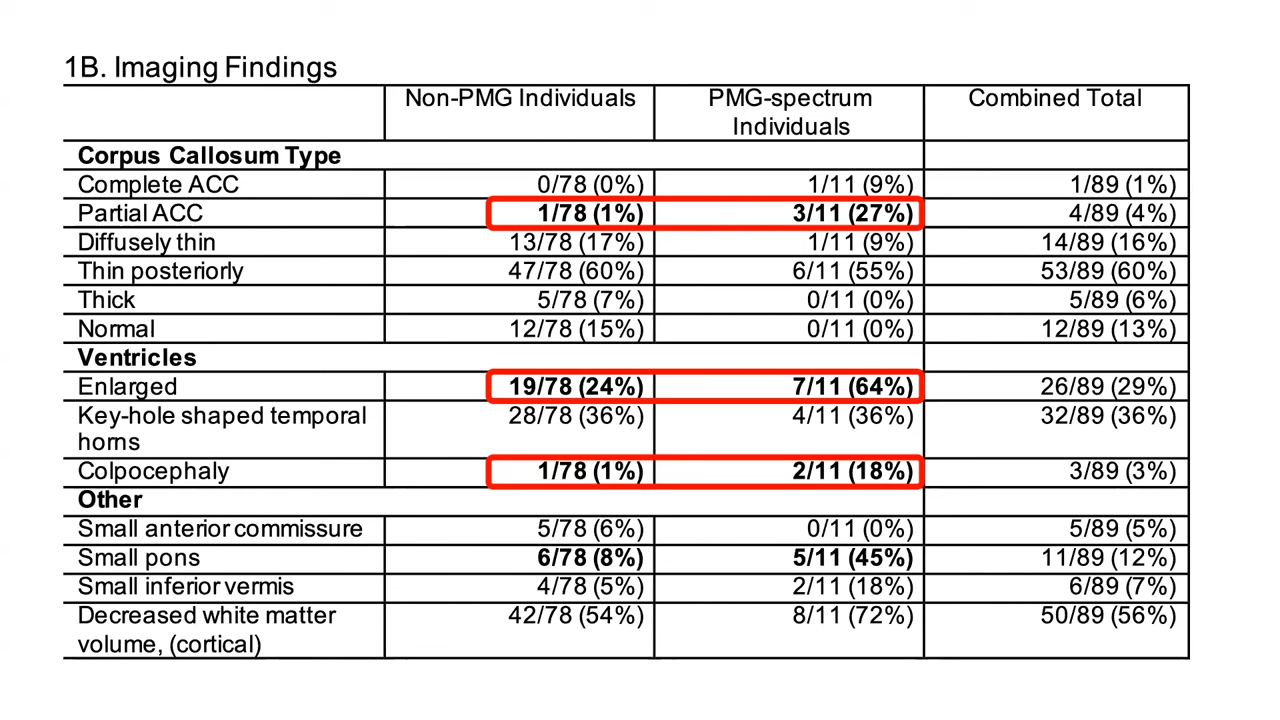 1B. Imaging Findings
Non-PMG Individuals PMG-spectrum Individuals Combined Total
Corpus Callosum Type
Complete ACC 0/78 (0%) 1/11 (9%) 1/89 (1%)
Partial ACC 1/78 (1%) 3/11 (27%) 4/89 (4%)
Diffusely thin 13/78 (17%) 1/11 (9%) 14/89 (16%)
Thin posteriorly 47/78 (60%) 6/11 (55%) 53/89 (60%)
Thick 5/78 (7%) 0/11 (0%) 5/89 (6%)
Normal 12/78 (15%) 0/11 (0%) 12/89 (13%)
Ventricles
Enlarged 19/78 (24%) 7/11 (64%) 26/89 (29%)
Key-hole shaped temporal horns 28/78 (36%) 4/11 (36%) 32/89 (36%)
Colpocephaly 1/78 (1%) 2/11 (18%) 3/89 (3%)
Other
Small anterior commissure 5/78 (6%) 0/11 (0%) 5/89 (5%)
Small pons 6/78 (8%) 5/11 (45%) 11/89 (12%)
Small inferior vermis 4/78 (5%) 2/11 (18%) 6/89 (7%)
Decreased white matter volume, (cortical) 42/78 (54%) 8/11 (72%) 50/89 (56%)